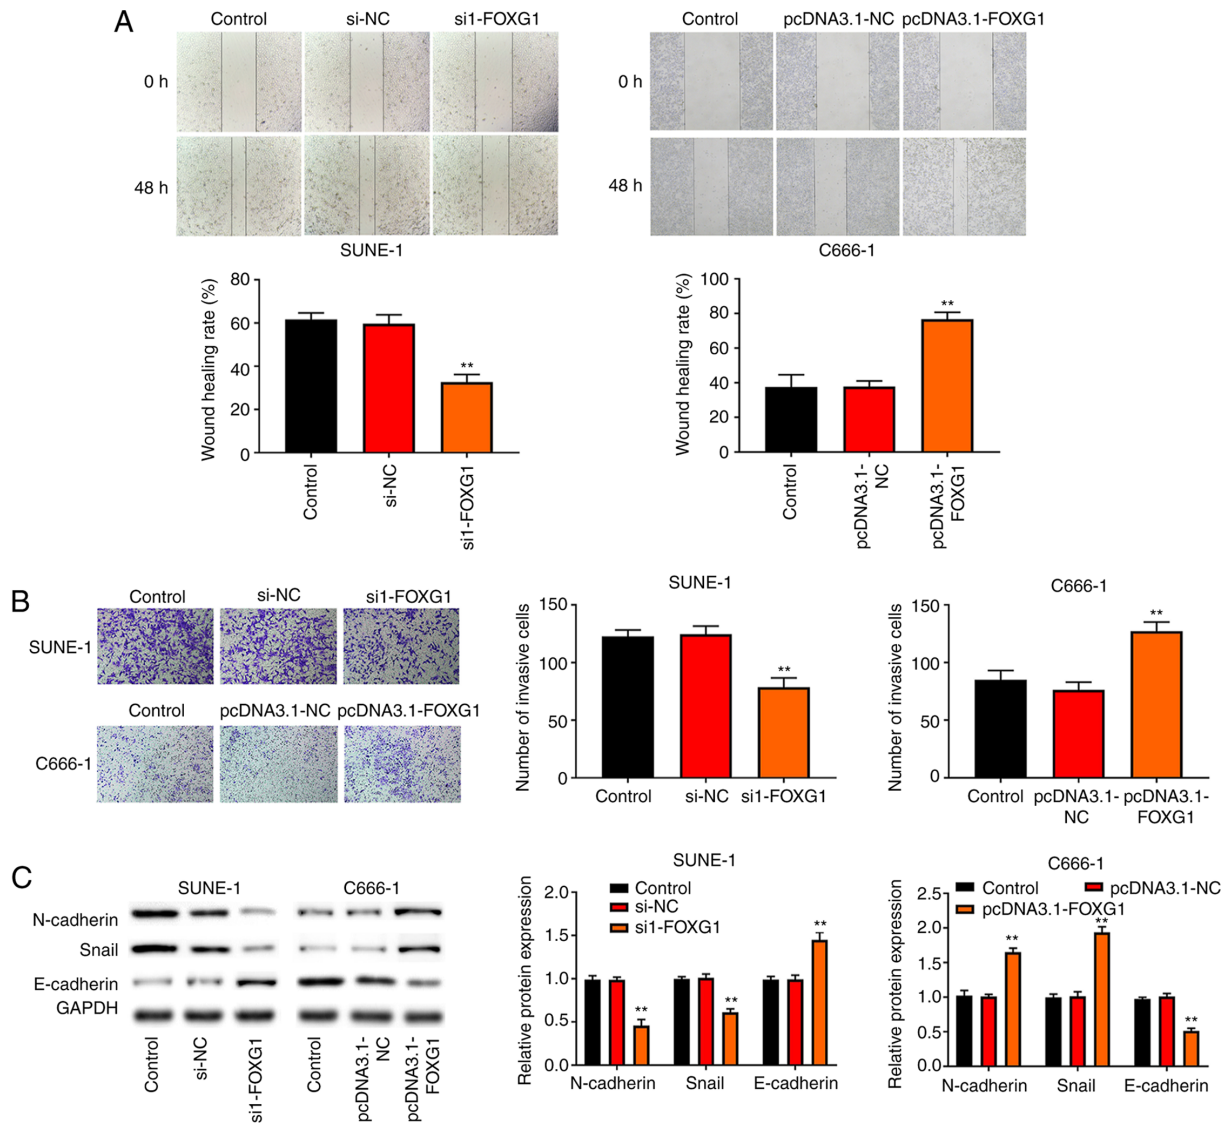 A
Control si-NC si1-FOXG1
0 h
48 h
SUNE-1
Control pcDNA3.1-NC pcDNA3.1-FOXG1
0 h
48 h
C666-1
Wound healing rate (%)
80
60
40
20
0
**
Control
si-NC
si1-FOXG1
Wound healing rate (%)
100
80
60
40
20
0
**
Control
pcDNA3.1-
NC
pcDNA3.1-
FOXG1
B
Control si-NC si1-FOXG1
SUNE-1
Control pcDNA3.1-NC pcDNA3.1-FOXG1
C666-1
SUNE-1
Number of invasive cells
150
100
50
0
**
Control si-NC si1-FOXG1
C666-1
Number of invasive cells
150
100
50
0
**
Control pcDNA3.1- pcDNA3.1-
NC FOXG1
C
SUNE-1 C666-1
N-cadherin
Snail
E-cadherin
GAPDH
Control
si-NC
si1-FOXG1
Control
pcDNA3.1-
NC
pcDNA3.1-
FOXG1
SUNE-1
Relative protein expression
2.0
1.5
1.0
0.5
0.0
Control
si-NC
si1-FOXG1
**
**
**
N-cadherin Snail E-cadherin
C666-1
Relative protein expression
2.5
2.0
1.5
1.0
0.5
0.0
Control pcDNA3.1-NC
pcDNA3.1-FOXG1
**
**
**
N-cadherin Snail E-cadherin